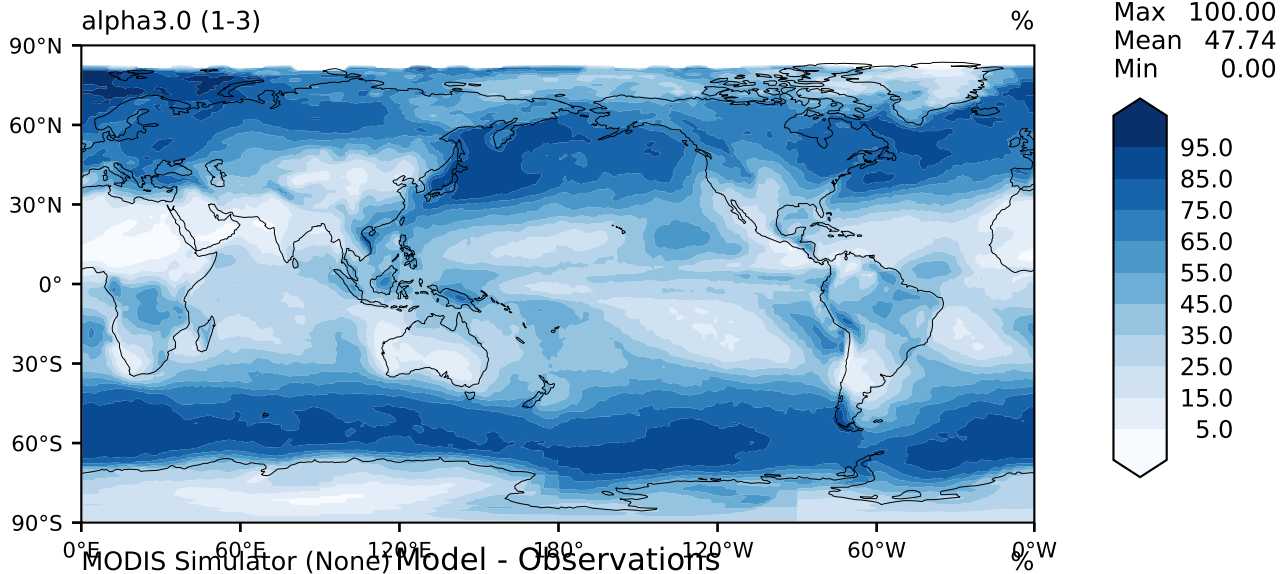 alpha3.0 (1-3) %
Max 100.00
Mean 47.74
Min 0.00
90°N
60°N
30°N
0°
30°S
60°S
90°S
95.0
85.0
75.0
65.0
55.0
45.0
35.0
25.0
15.0
5.0
0°E 60°E 120°E 180° 120°W 60°W 0°W
MODIS Simulator (None) Model - Observations %